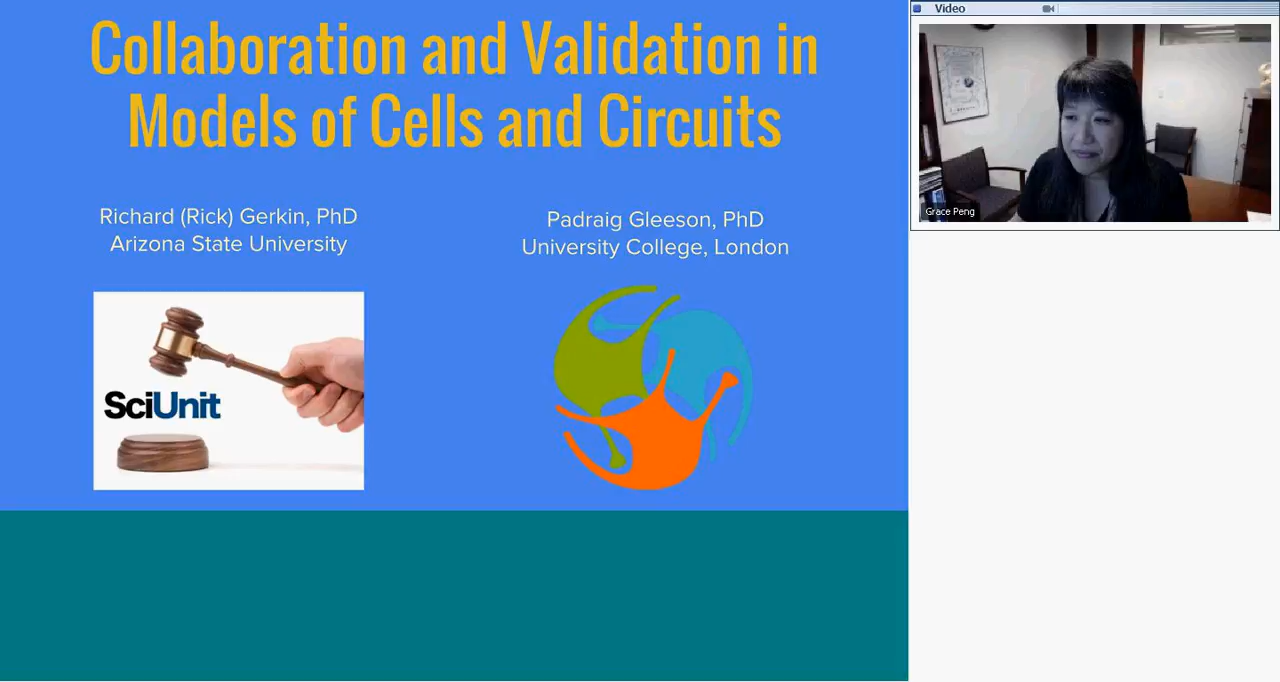 Collaboration and Validation in
Models of Cells and Circuits
Richard (Rick) Gerkin, PhD
Arizona State University
Padraig Gleeson, PhD
University College, London
SciUnit
Video
Grace Peng